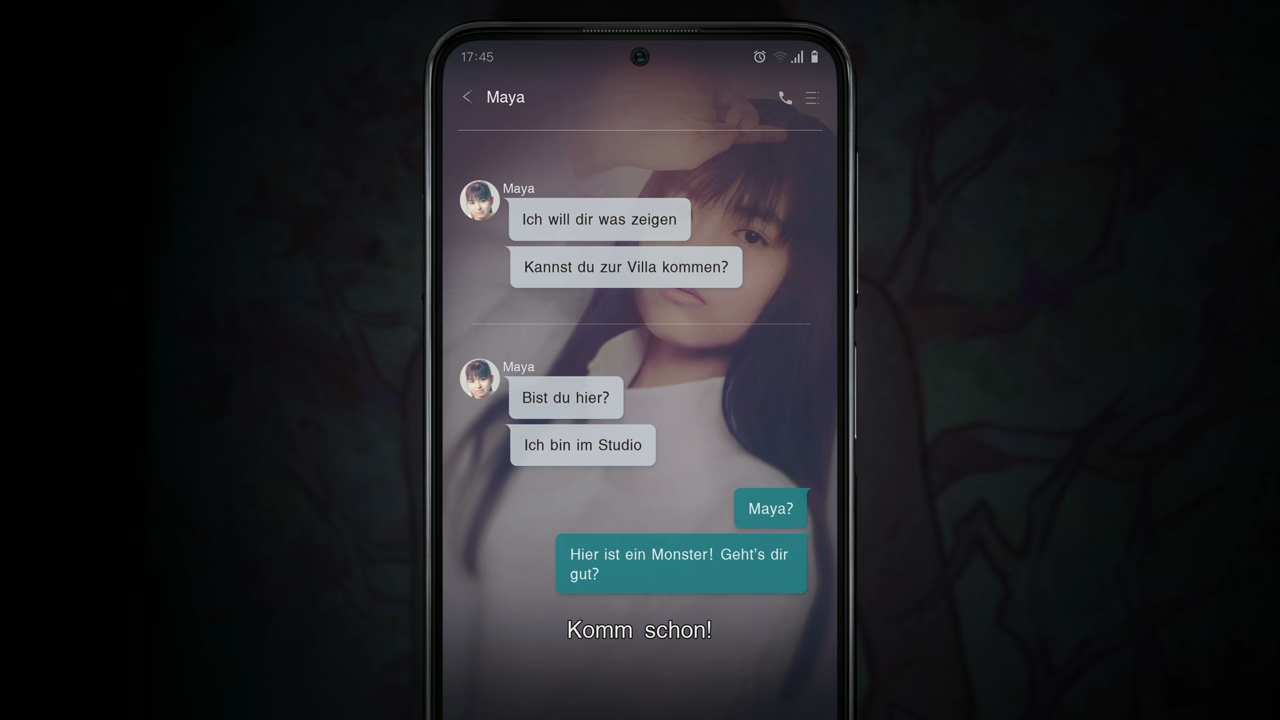 17:45
Maya
Maya
Ich will dir was zeigen
Kannst du zur Villa kommen?
Maya
Bist du hier?
Ich bin im Studio
Maya?
Hier ist ein Monster! Geht's dir
gut?
Komm schon!